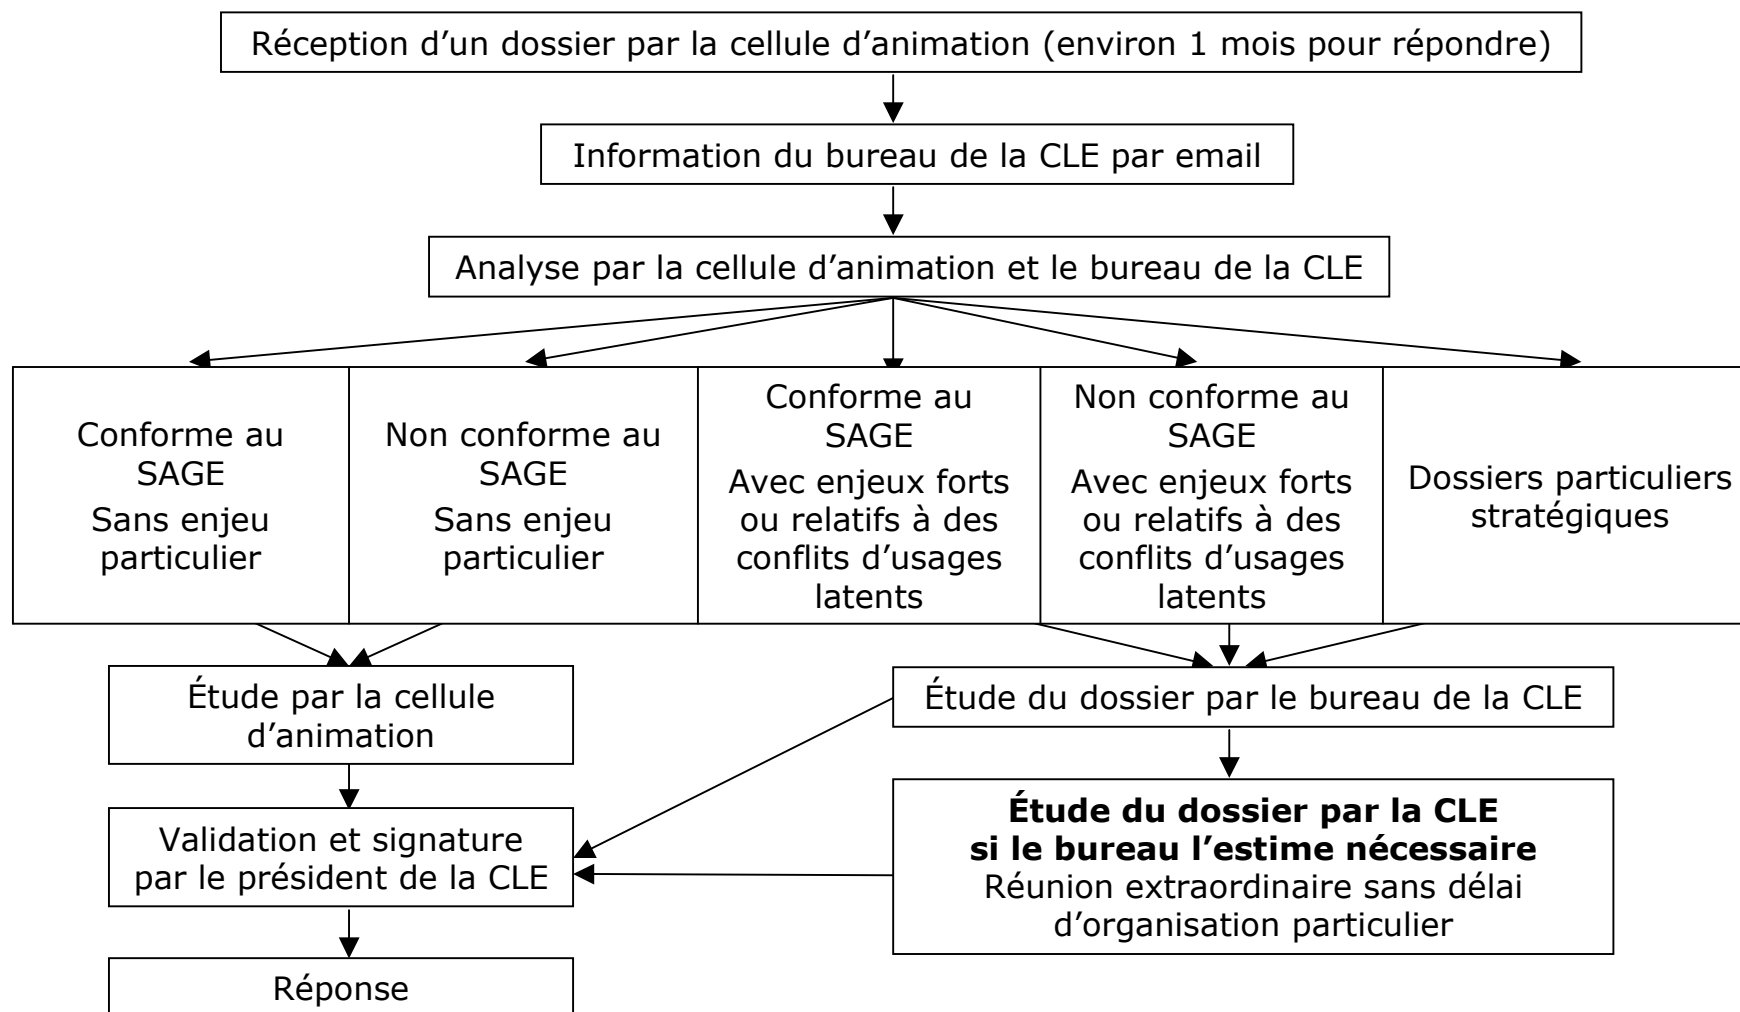 Réception d’un dossier par la cellule d’animation (environ 1 mois pour répondre)
Information du bureau de la CLE par email
Analyse par la cellule d’animation et le bureau de la CLE
Conforme au
SAGE
Sans enjeu
particulier
Non conforme au
SAGE
Sans enjeu
particulier
Conforme au
SAGE
Avec enjeux forts
ou relatifs à des
conflits d’usages
latents
Non conforme au
SAGE
Avec enjeux forts
ou relatifs à des
conflits d’usages
latents
Dossiers particuliers
stratégiques
Étude par la cellule
d’animation
Étude du dossier par le bureau de la CLE
Validation et signature
par le président de la CLE
Étude du dossier par la CLE
si le bureau l’estime nécessaire
Réunion extraordinaire sans délai
d’organisation particulier
Réponse